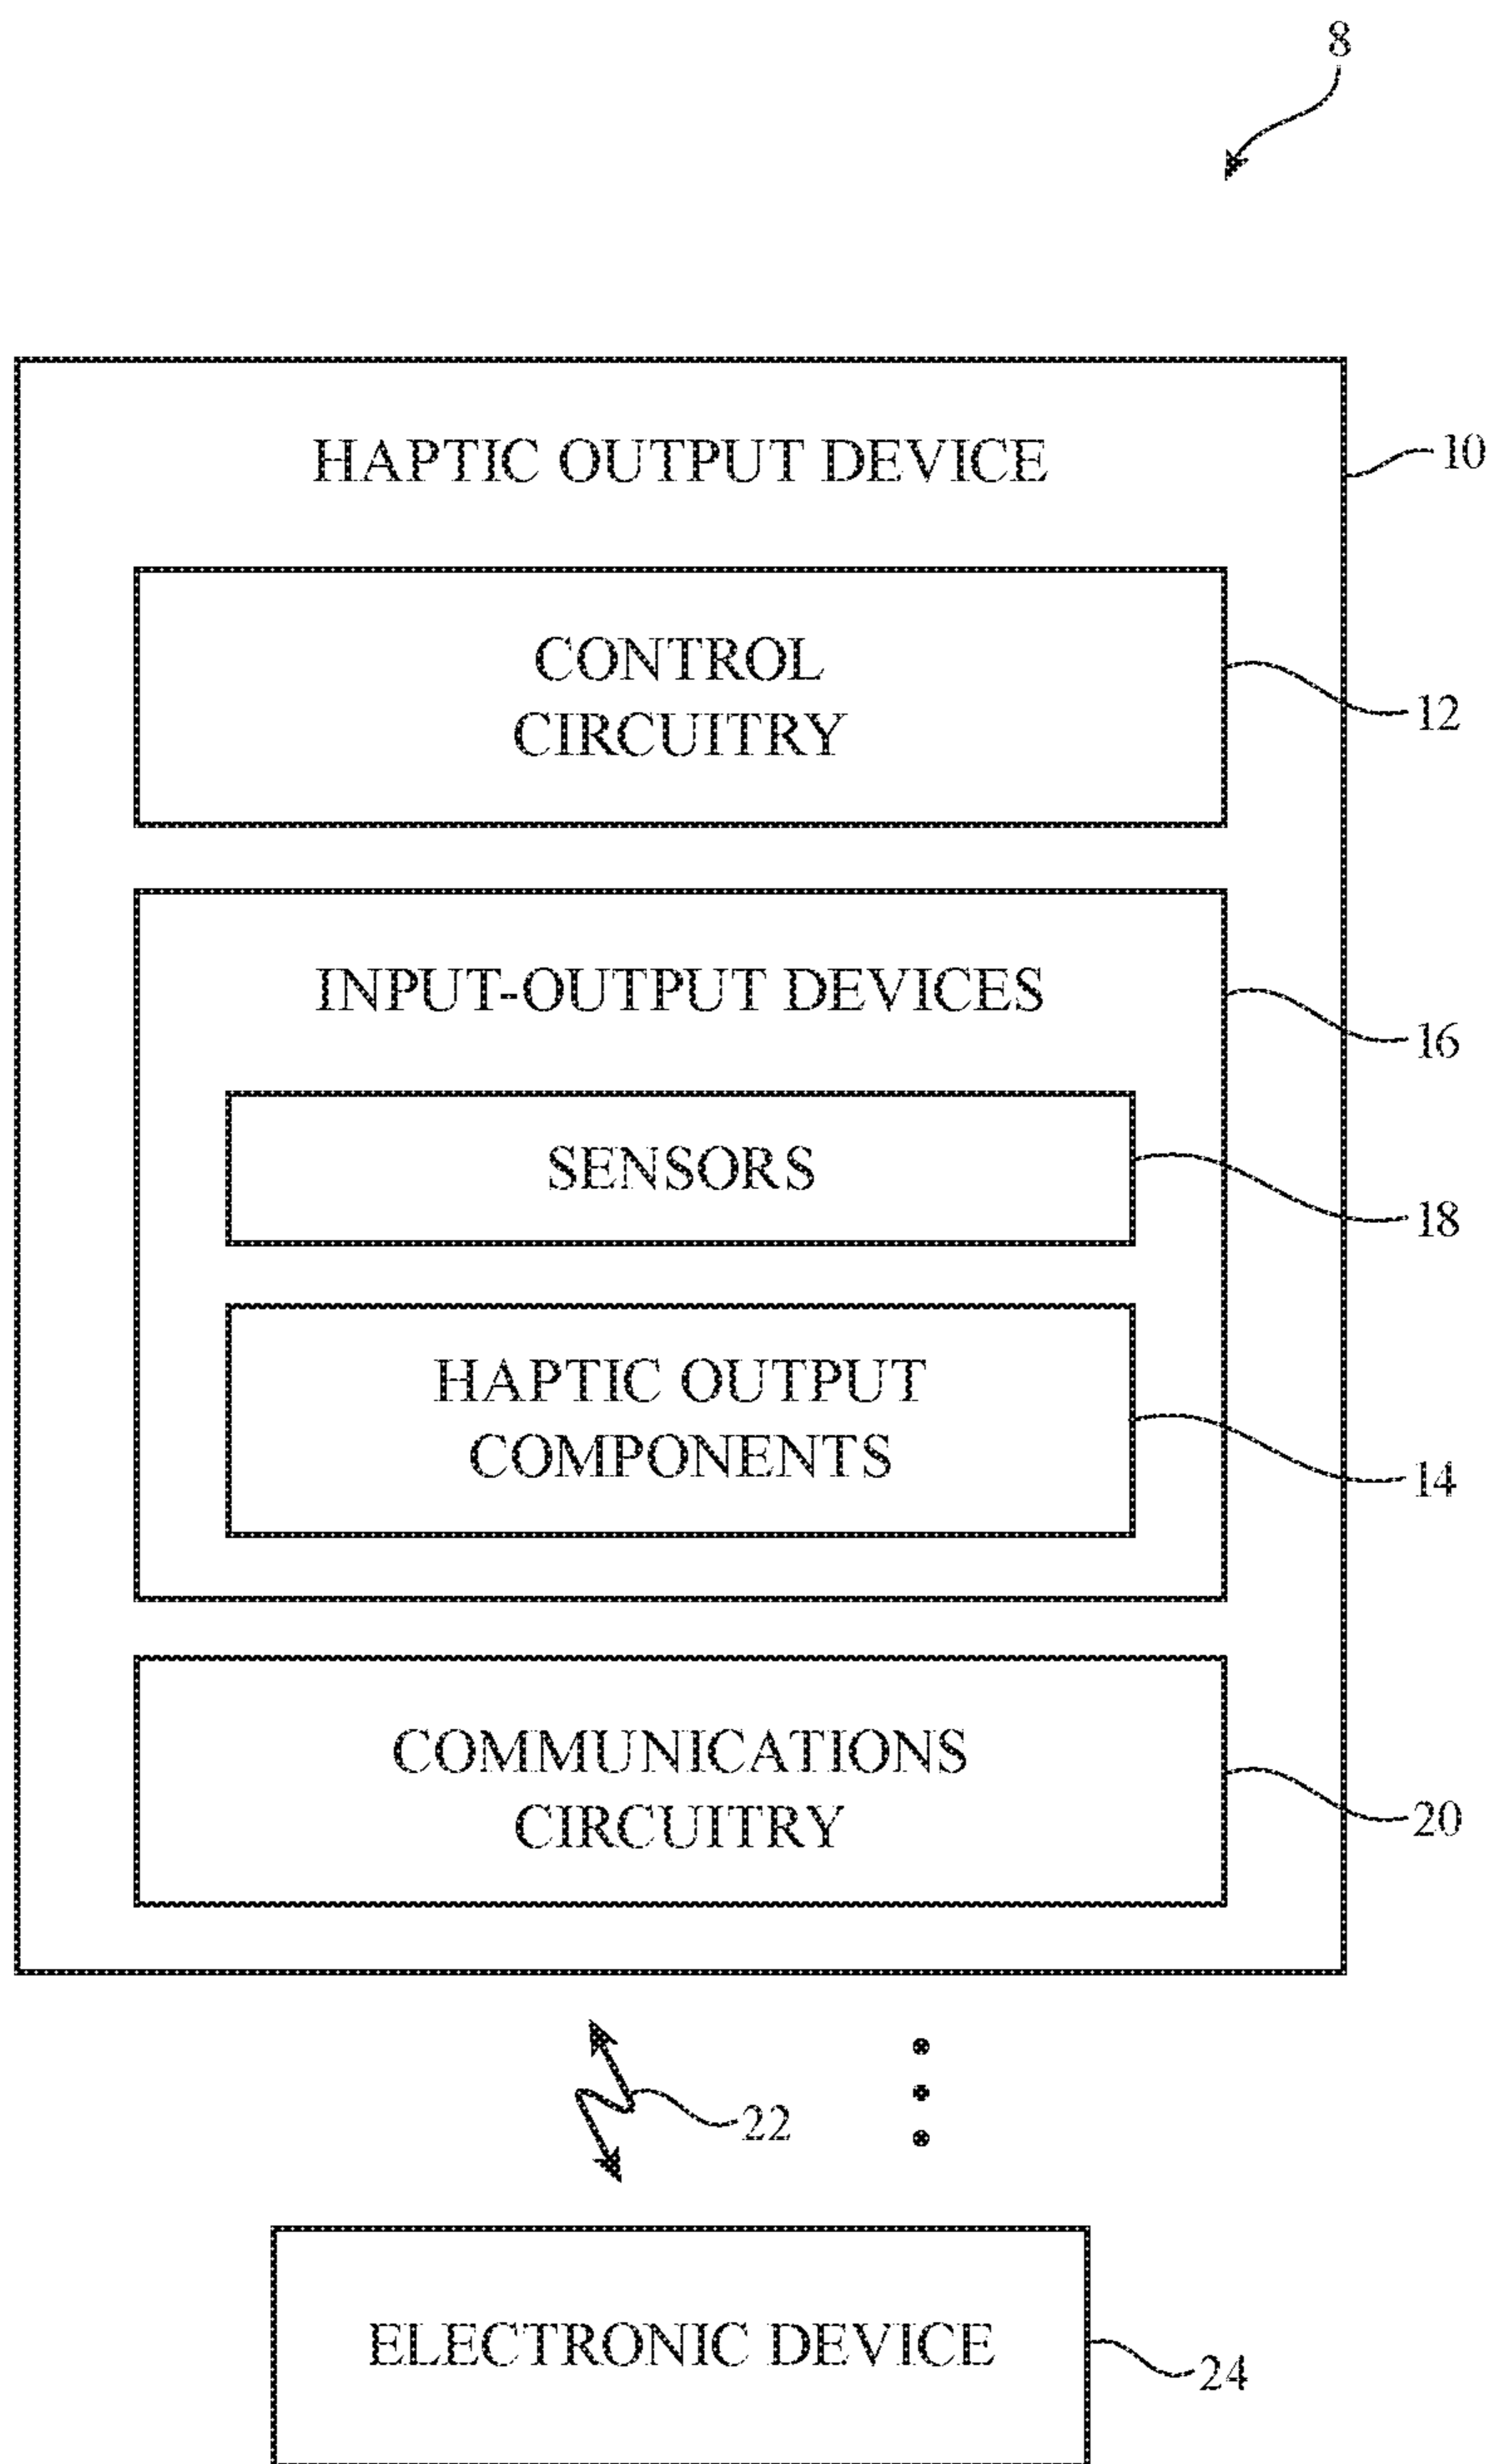 8
HAPTIC OUTPUT DEVICE
10
CONTROL
CIRCUITRY
12
INPUT-OUTPUT DEVICES
16
SENSORS
18
HAPTIC OUTPUT
COMPONENTS
14
COMMUNICATIONS
CIRCUITRY
20
22
ELECTRONIC DEVICE
24